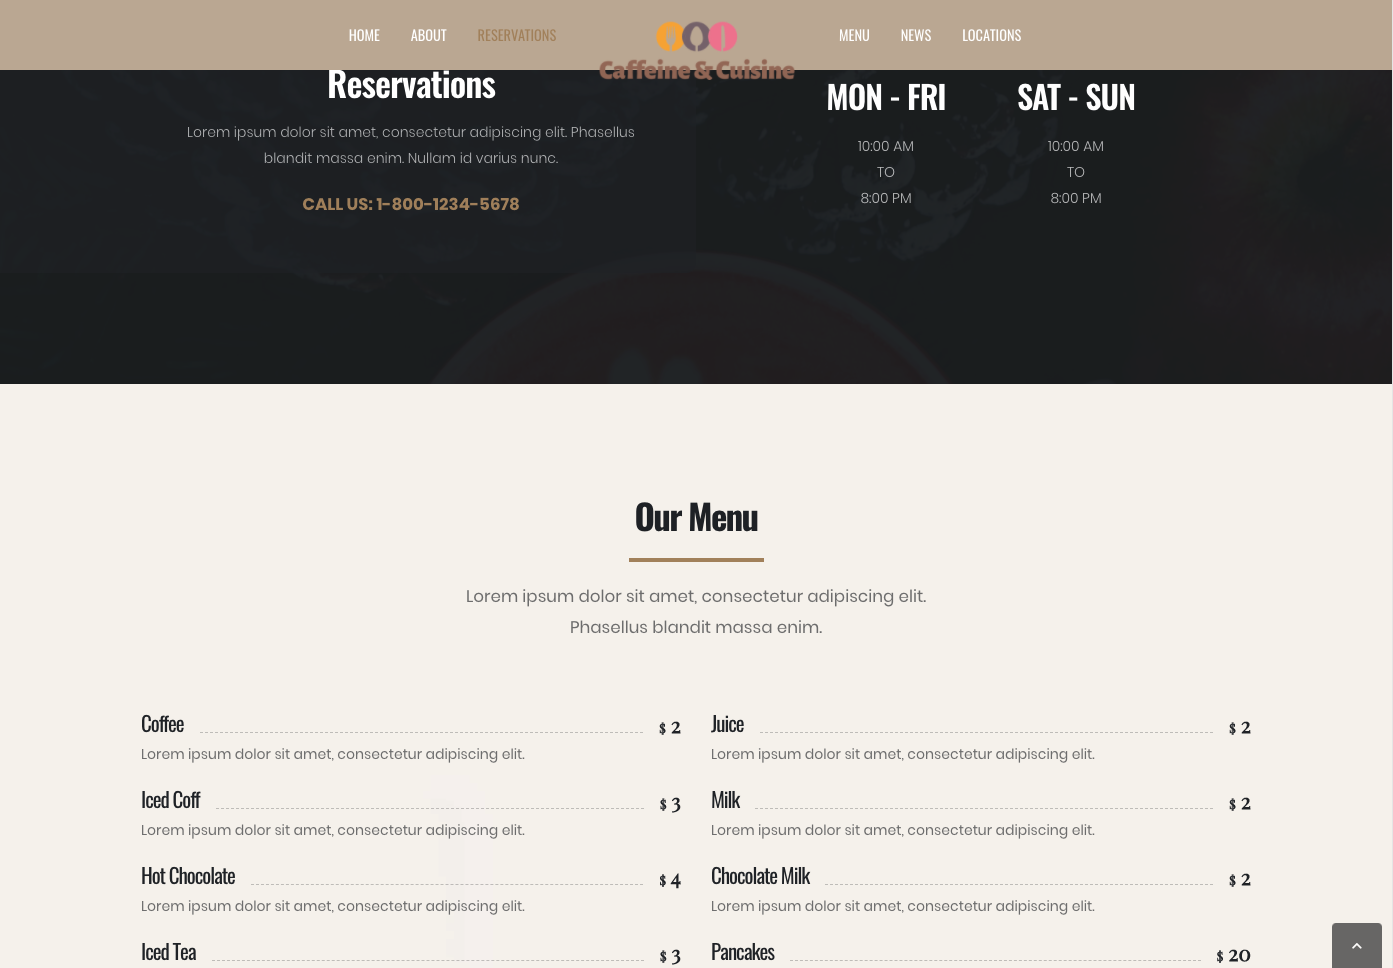 HOME ABOUT RESERVATIONS Caffeine & Cuisine MENU NEWS LOCATIONS
Reservations
Lorem ipsum dolor sit amet, consectetur adipiscing elit. Phasellus
blandit massa enim. Nullam id varius nunc.
CALL US: 1-800-1234-5678
MON - FRI
10:00 AM
TO
8:00 PM
SAT - SUN
10:00 AM
TO
8:00 PM
Our Menu
Lorem ipsum dolor sit amet, consectetur adipiscing elit.
Phasellus blandit massa enim.
Coffee $ 2
Lorem ipsum dolor sit amet, consectetur adipiscing elit.
Iced Coff $ 3
Lorem ipsum dolor sit amet, consectetur adipiscing elit.
Hot Chocolate $ 4
Lorem ipsum dolor sit amet, consectetur adipiscing elit.
Iced Tea $ 3
Juice $ 2
Lorem ipsum dolor sit amet, consectetur adipiscing elit.
Milk $ 2
Lorem ipsum dolor sit amet, consectetur adipiscing elit.
Chocolate Milk $ 2
Lorem ipsum dolor sit amet, consectetur adipiscing elit.
Pancakes $ 20